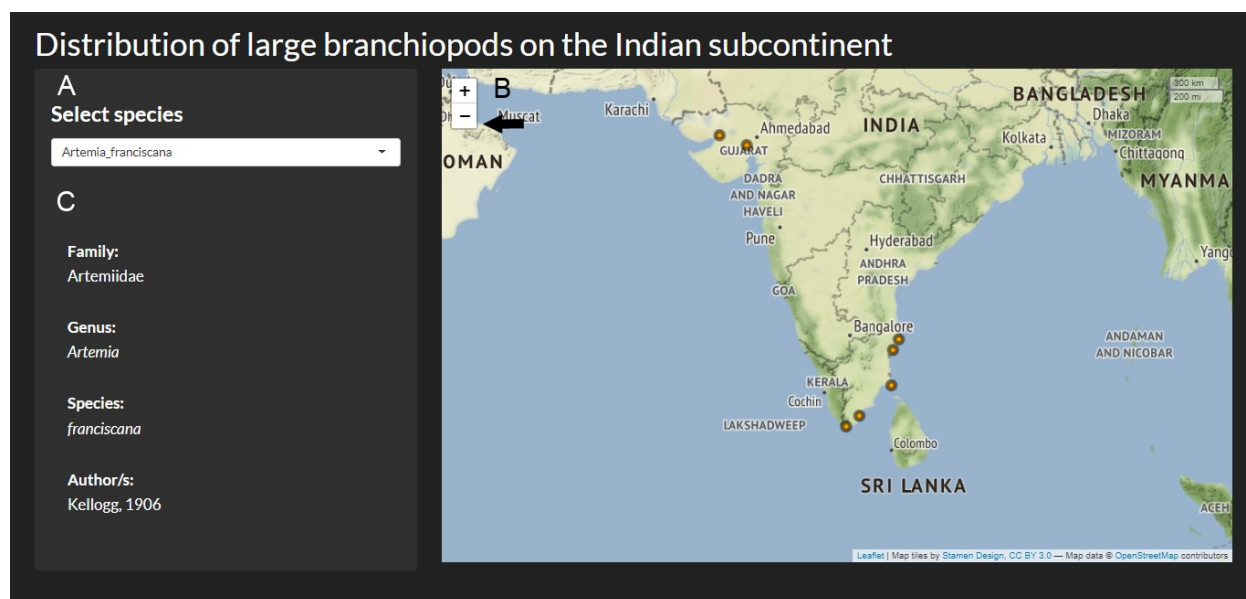 Distribution of large branchiopods on the Indian subcontinent
A
Select species
Artemia_franciscana
C
Family:
Artemiidae
Genus:
Artemia
Species:
franciscana
Author/s:
Kellogg, 1906
+
B
−
Muscat
OMAN
Karachi
Ahmedabad
GUJARAT
INDIA
DADRA
AND NAGAR
HAVELI
CHHATTISGARH
Kolkata
BANGLADESH
Dhaka
MIZORAM
Chittagong
MYANMA
300 km
200 mi
Pune
Hyderabad
ANDHRA
PRADESH
GOA
Yango
Bangalore
ANDAMAN
AND NICOBAR
KERALA
Cochin
LAKSHADWEEP
Colombo
SRI LANKA
ACEH
Leaflet | Map tiles by Stamen Design, CC BY 3.0 — Map data © OpenStreetMap contributors